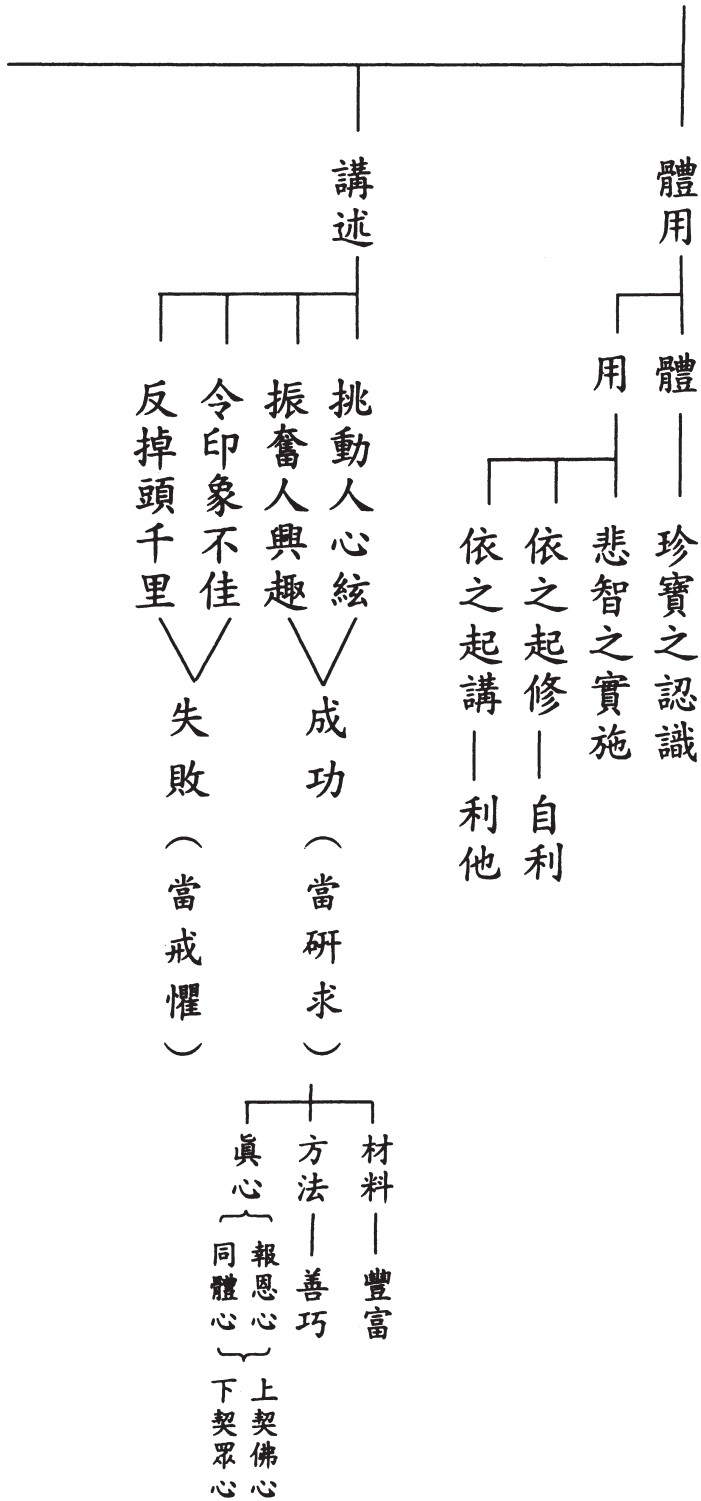 體用
體
珍寶之認識
用
悲智之實施
依之起修
自利
依之起講
利他
講述
挑動人心絃
振奮人興趣
成功（當研求）
材料
豐富
方法
善巧
眞心
報恩心
同體心
上契佛心
下契眾心
令印象不佳
反掉頭千里
失敗（當戒懼）